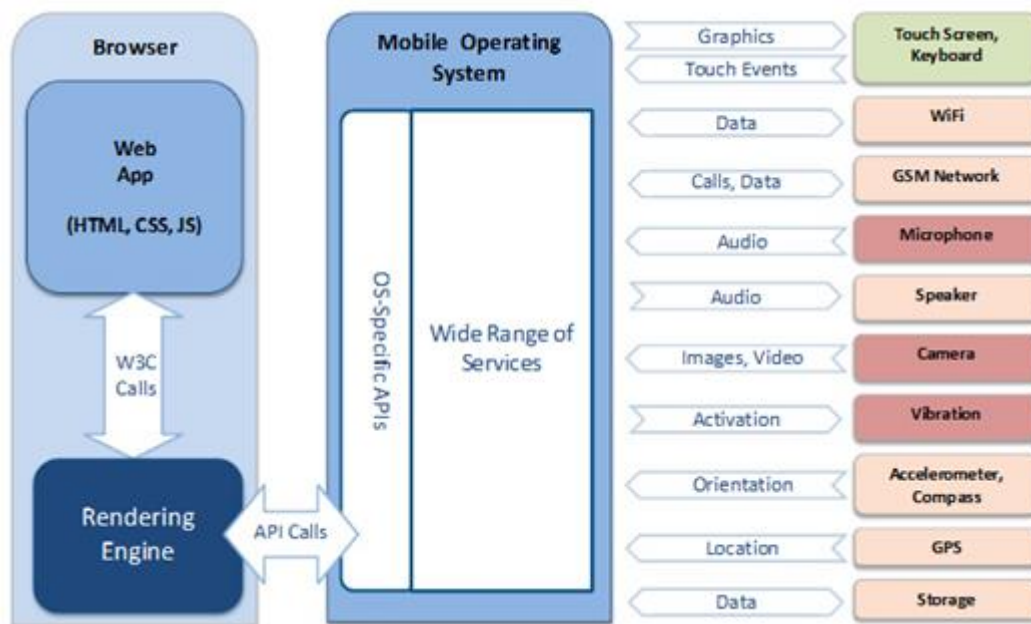 Browser
Web
App
(HTML, CSS, JS)
W3C
Calls
Rendering
Engine
API Calls
Mobile Operating
System
OS-Specific APIs
Wide Range of
Services
Graphics
Touch Events
Touch Screen,
Keyboard
Data
WiFi
Calls, Data
GSM Network
Audio
Microphone
Audio
Speaker
Images, Video
Camera
Activation
Vibration
Orientation
Accelerometer,
Compass
Location
GPS
Data
Storage